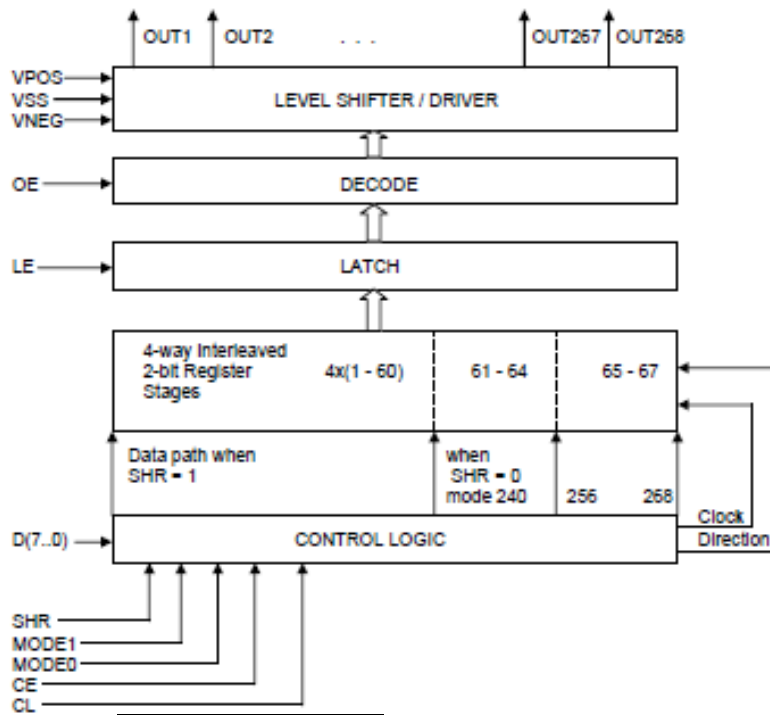 OUT1 OUT2 . . . OUT267 OUT268
VPOS
VSS
VNEG
LEVEL SHIFTER / DRIVER
OE
DECODE
LE
LATCH
4-way Interleaved
2-bit Register
Stages
4x(1 - 60)
61 - 64
65 - 67
Data path when
SHR = 1
when
SHR = 0
mode 240
256
268
D(7..0)
CONTROL LOGIC
Clock
Direction
SHR
MODE1
MODE0
CE
CL